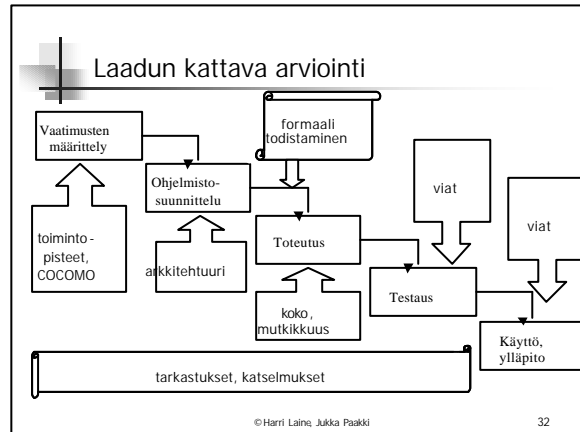 Laadun kattava arviointi
Vaatimusten
määrittely
formaali
todistaminen
Ohjelmisto-
suunnittelu
viat
viat
toiminto-
pisteet,
COCOMO
arkkitehtuuri
Toteutus
koko,
mutkikkuus
Testaus
Käyttö,
ylläpito
tarkastukset, katselmukset
© Harri Laine, Jukka Paakki
32